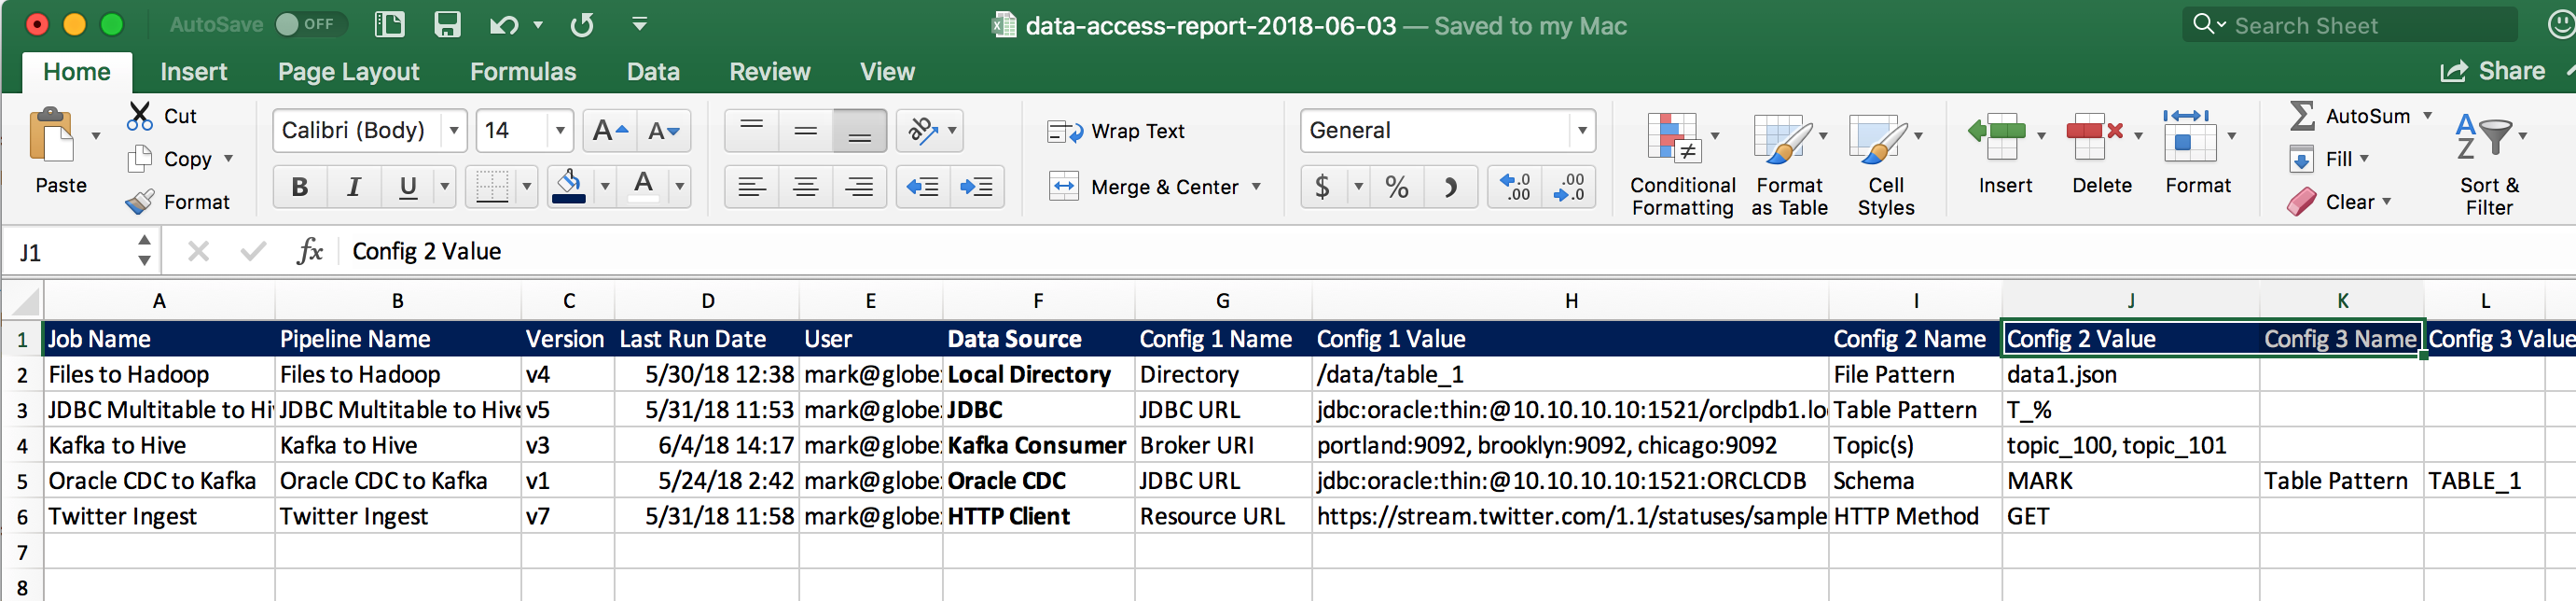 AutoSave OFF data-access-report-2018-06-03 — Saved to my Mac Search Sheet
Home Insert Page Layout Formulas Data Review View Share
Paste Cut Copy Format
Calibri (Body) 14 A A
B I U A
ab
Wrap Text
Merge & Center
General
$ % .0 .00 .00 .0
Conditional Formatting
Format as Table
Cell Styles
Insert Delete Format
AutoSum
Fill
Clear
A Z
Sort & Filter
J1 fx Config 2 Value
A B C D E F G H I J K L
1 Job Name Pipeline Name Version Last Run Date User Data Source Config 1 Name Config 1 Value Config 2 Name Config 2 Value Config 3 Name Config 3 Value
2 Files to Hadoop Files to Hadoop v4 5/30/18 12:38 mark@globe Local Directory Directory /data/table_1 File Pattern data1.json
3 JDBC Multitable to Hi JDBC Multitable to Hive v5 5/31/18 11:53 mark@globe JDBC JDBC URL jdbc:oracle:thin:@10.10.10.10:1521/orclpdb1.lo Table Pattern T_%
4 Kafka to Hive Kafka to Hive v3 6/4/18 14:17 mark@globe Kafka Consumer Broker URI portland:9092, brooklyn:9092, chicago:9092 Topic(s) topic_100, topic_101
5 Oracle CDC to Kafka Oracle CDC to Kafka v1 5/24/18 2:42 mark@globe Oracle CDC JDBC URL jdbc:oracle:thin:@10.10.10.10:1521:ORCLCDB Schema MARK Table Pattern TABLE_1
6 Twitter Ingest Twitter Ingest v7 5/31/18 11:58 mark@globe HTTP Client Resource URL https://stream.twitter.com/1.1/statuses/sample HTTP Method GET
7
8